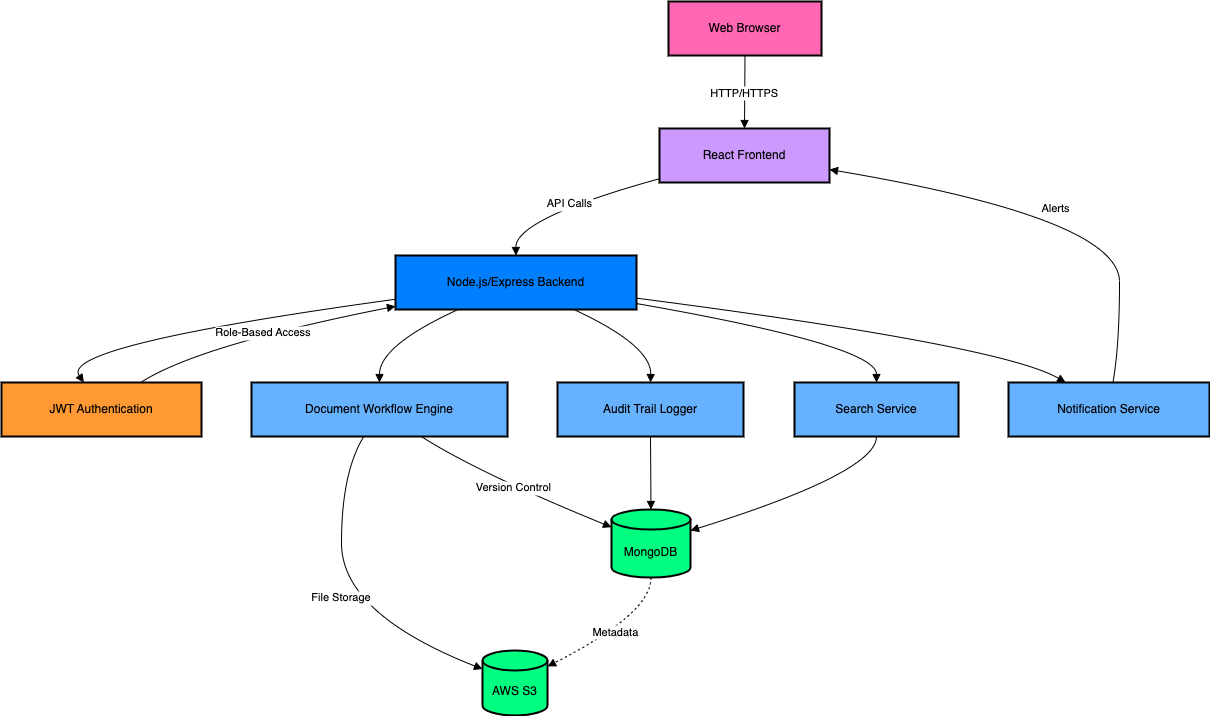 Web Browser
HTTP/HTTPS
React Frontend
API Calls
Alerts
Node.js/Express Backend
Role-Based Access
JWT Authentication
Document Workflow Engine
Audit Trail Logger
Search Service
Notification Service
Version Control
MongoDB
File Storage
Metadata
AWS S3